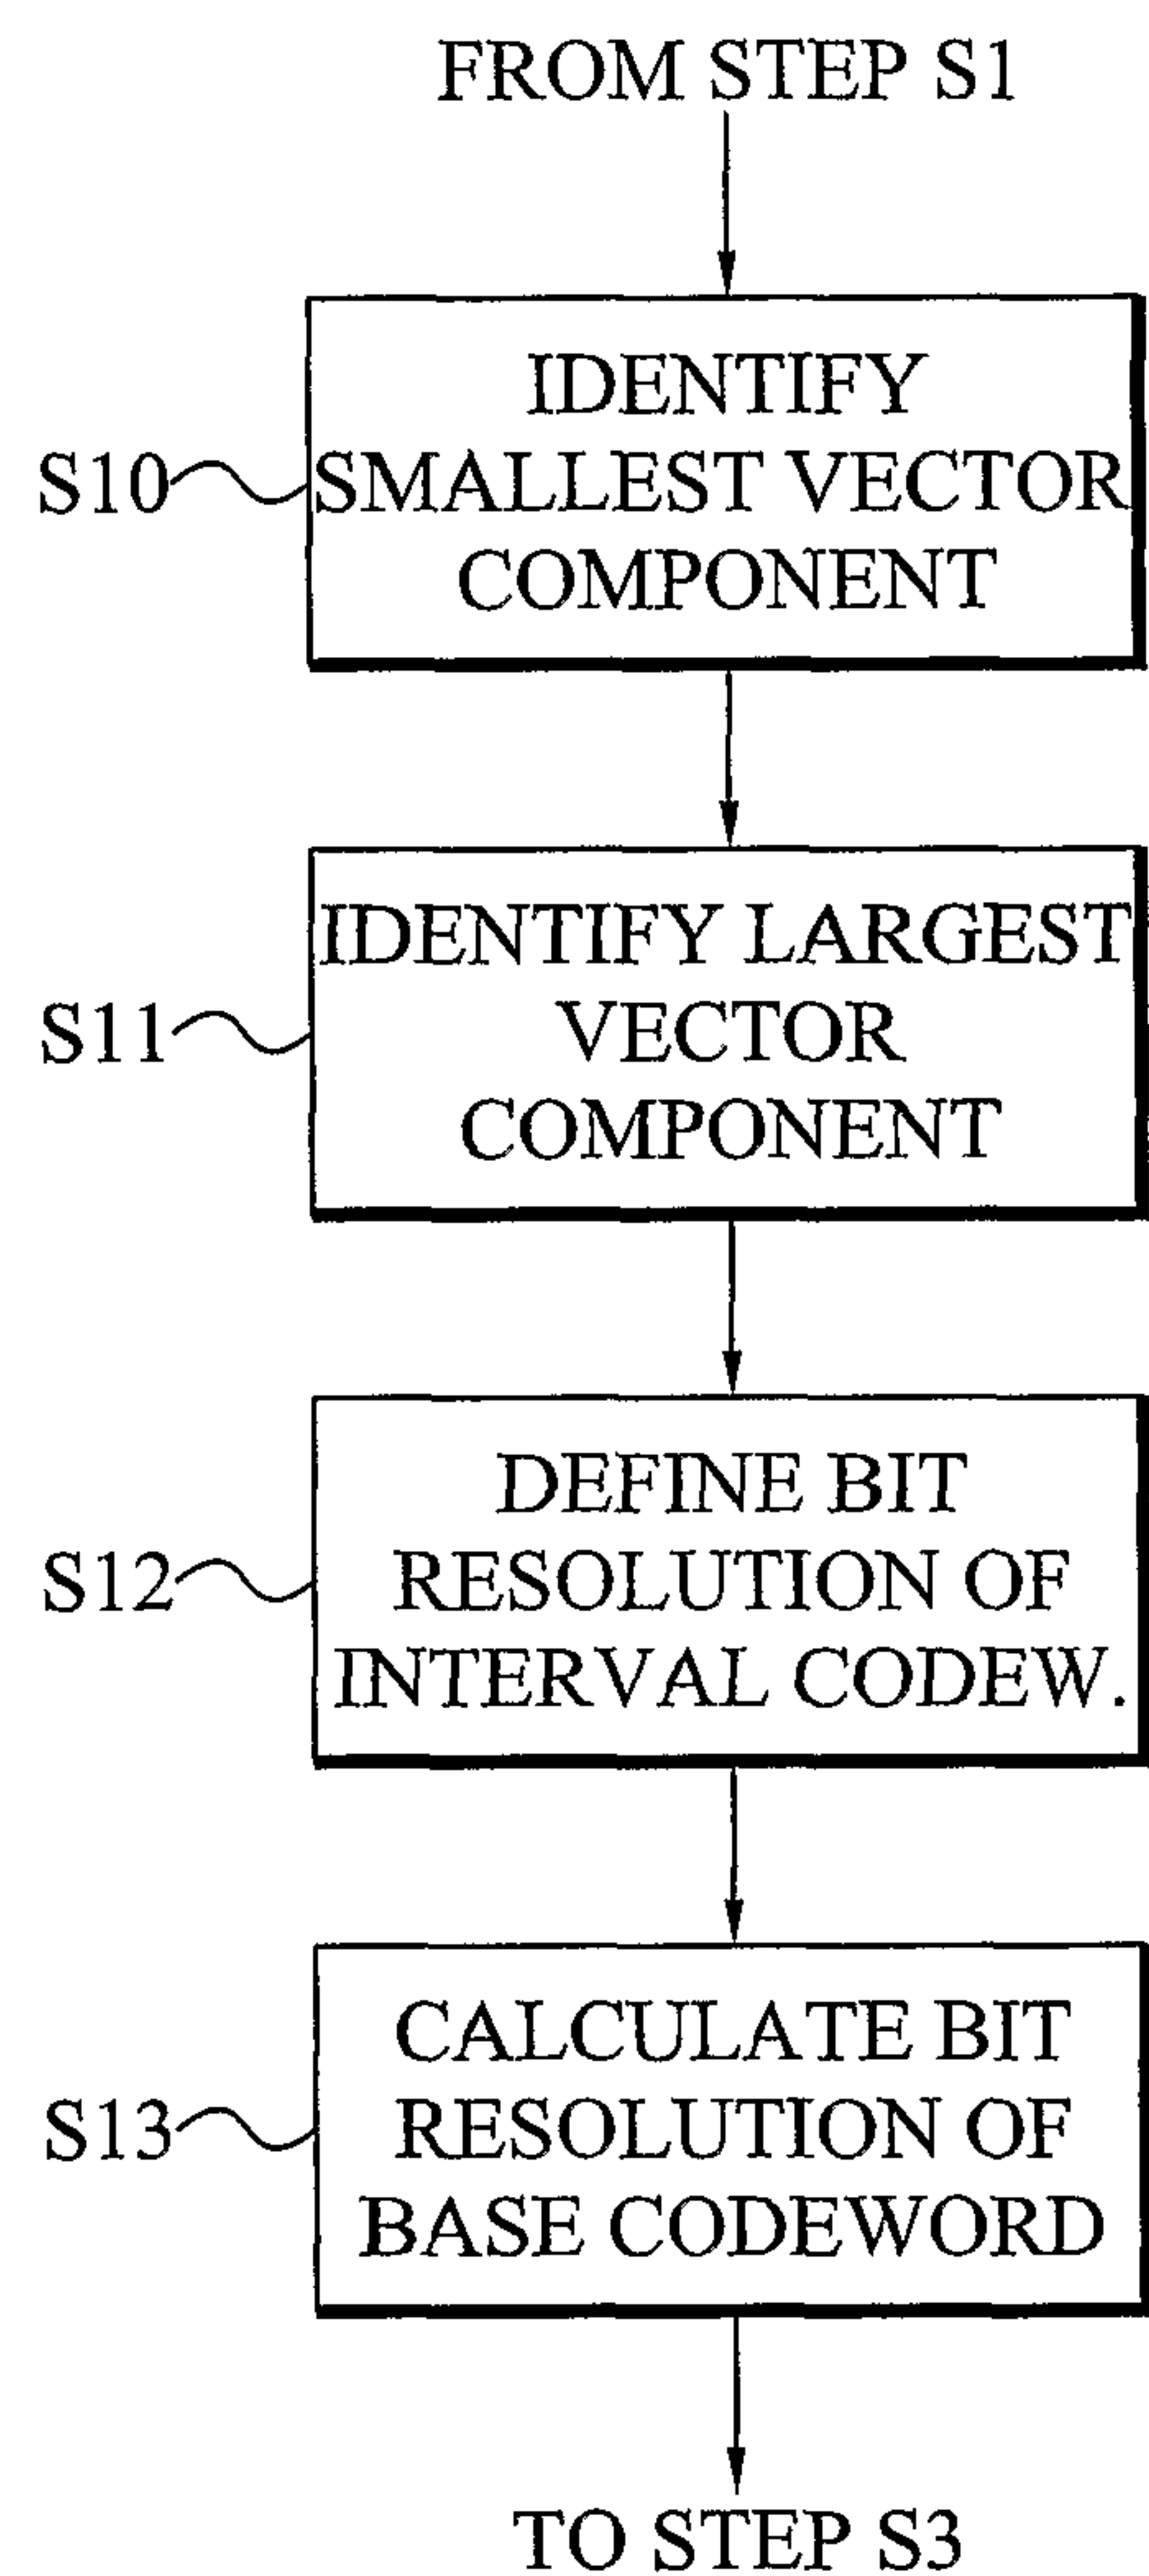 FROM STEP S1
IDENTIFY
S10 SMALLEST VECTOR
COMPONENT
IDENTIFY LARGEST
S11 VECTOR
COMPONENT
DEFINE BIT
S12 RESOLUTION OF
INTERVAL CODEW.
CALCULATE BIT
S13 RESOLUTION OF
BASE CODEWORD
TO STEP S3